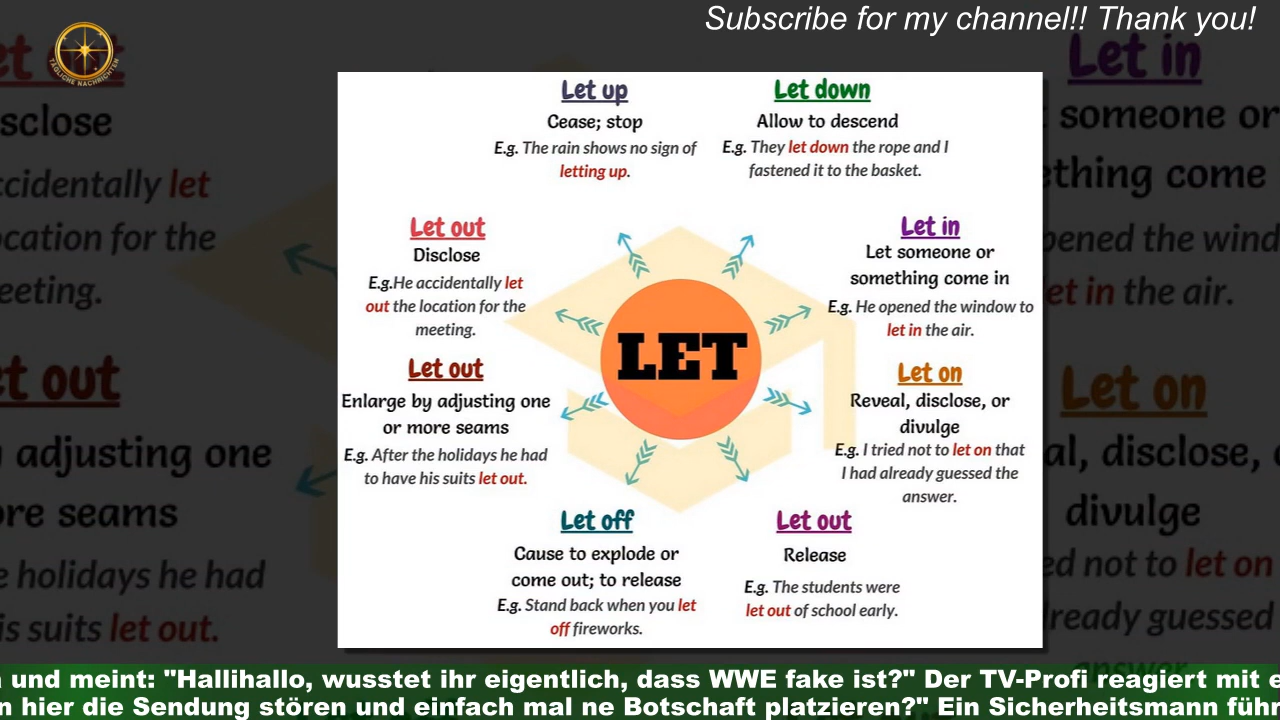 Subscribe for my channel!! Thank you!
TÄGLICHE NACHRICHTEN
Let up
Cease; stop
E.g. The rain shows no sign of
letting up.
Let down
Allow to descend
E.g. They let down the rope and I
fastened it to the basket.
Let out
Disclose
E.g.He accidentally let
out the location for the
meeting.
Let in
Let someone or
something come in
E.g. He opened the window to
let in the air.
LET
Let out
Enlarge by adjusting one
or more seams
E.g. After the holidays he had
to have his suits let out.
Let on
Reveal, disclose, or
divulge
E.g. I tried not to let on that
I had already guessed the
answer.
Let off
Cause to explode or
come out; to release
E.g. Stand back when you let
off fireworks.
Let out
Release
E.g. The students were
let out of school early.
und meint: "Hallihallo, wusstet ihr eigentlich, dass WWE fake ist?" Der TV-Profi reagiert mit
hier die Sendung stören und einfach mal ne Botschaft platzieren?" Ein Sicherheitsmann